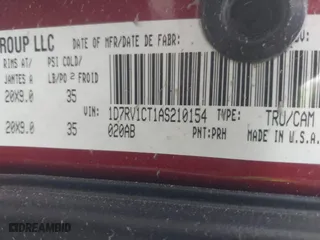 GROUP LLC DATE OF MFR/DATE DE FABR:
RIMS AT/ PSI COLD/
JANTES A LB/PO 2 FROID
20X9.0 35
VIN: 1D7RV1CT1AS210154 TYPE: TRU/CAM
20X9.0 35 020AB PNT:PRH MADE IN U.S.A.
DREAMBID